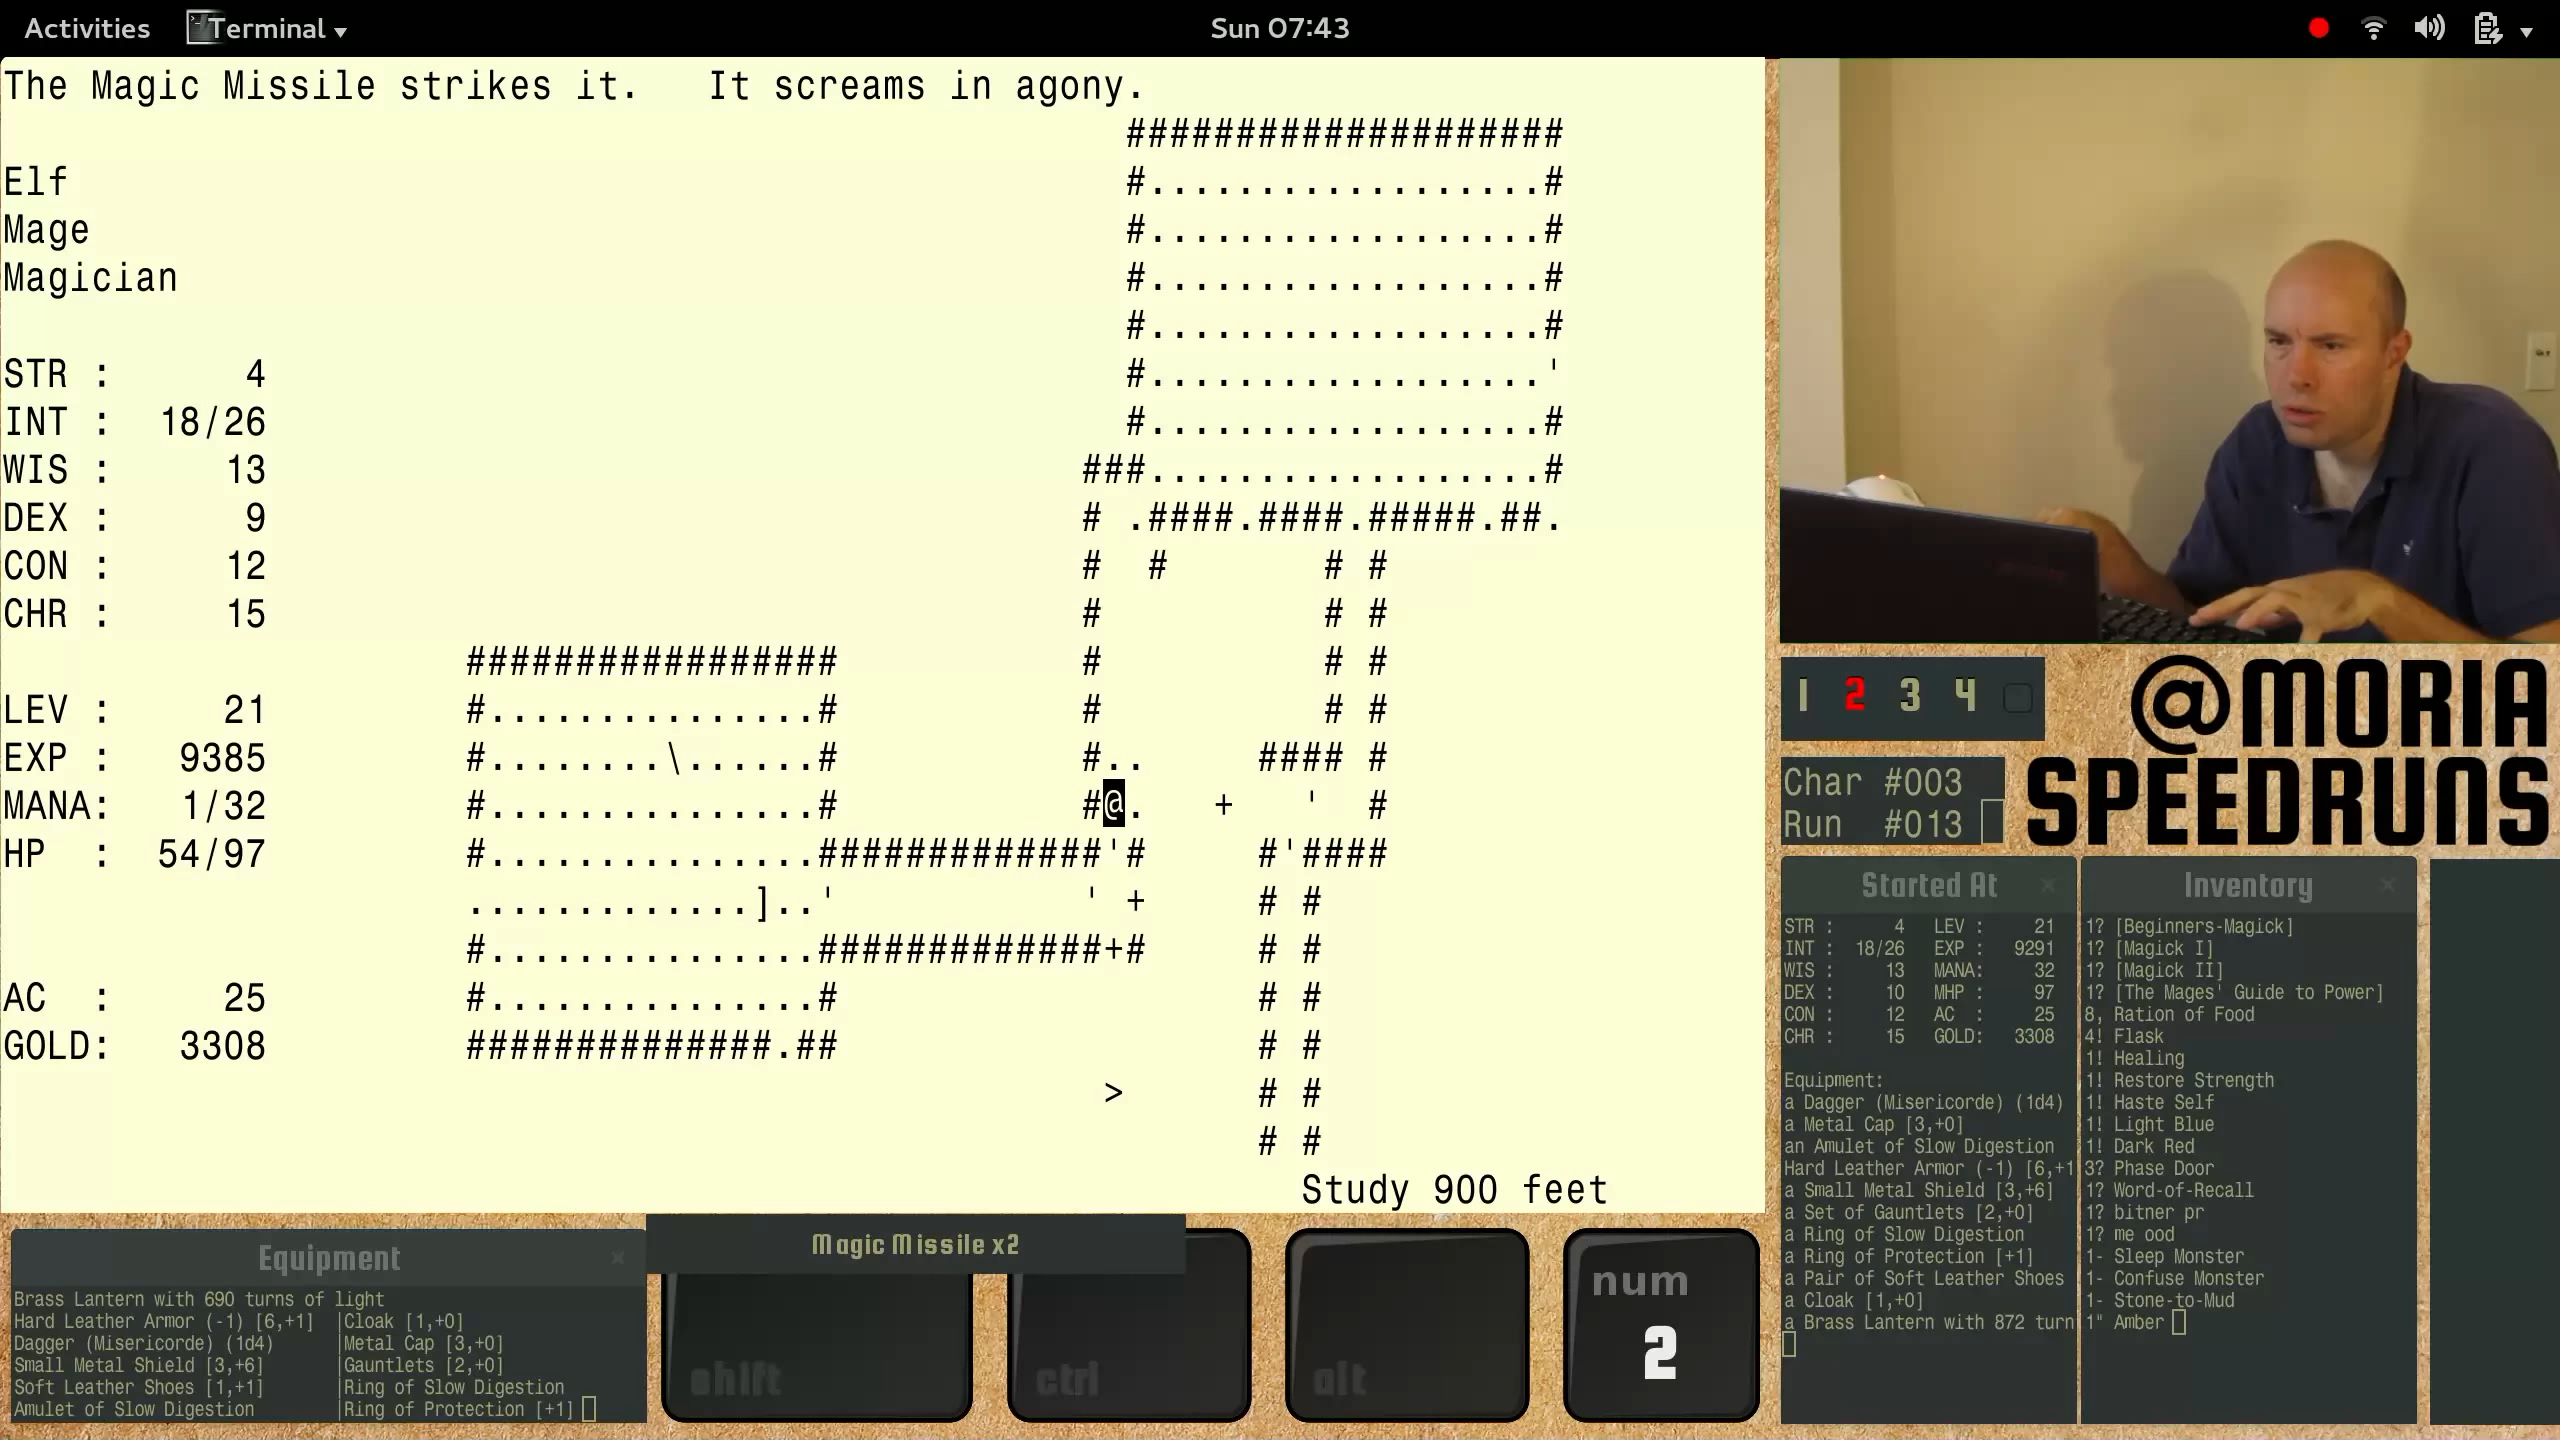 Activities Terminal Sun 07:43
The Magic Missile strikes it. It screams in agony.
####################
Elf #..................#
Mage #..................#
Magician #..................#
#..................#
STR : 4 #..................'
INT : 18/26 #..................#
WIS : 13 ###..................#
DEX : 9 # .####.####.#####.##.
CON : 12 # # # #
CHR : 15 # # #
################# # # #
LEV : 21 #...............# # # #
EXP : 9385 #........\......# #.. #### #
MANA: 1/32 #...............# #@. + ' #
HP : 54/97 #...............#############'# #'####
.............]..' ' + # #
#...............#############+# # #
AC : 25 #...............# # #
GOLD: 3308 ##############.## # #
> # #
# #
Study 900 feet
1 2 3 4
@MORIA
SPEEDRUNS
Char #003
Run #013
Started At
STR : 4 LEV : 21
INT : 18/26 EXP : 9291
WIS : 13 MANA: 32
DEX : 10 MHP : 97
CON : 12 AC : 25
CHR : 15 GOLD: 3308
Equipment:
a Dagger (Misericorde) (1d4)
a Metal Cap [3,+0]
an Amulet of Slow Digestion
Hard Leather Armor (-1) [6,+1
a Small Metal Shield [3,+6]
a Set of Gauntlets [2,+0]
a Ring of Slow Digestion
a Ring of Protection [+1]
a Pair of Soft Leather Shoes
a Cloak [1,+0]
a Brass Lantern with 872 turn
Inventory
1? [Beginners-Magick]
1? [Magick I]
1? [Magick II]
1? [The Mages' Guide to Power]
8, Ration of Food
4! Flask
1! Healing
1! Restore Strength
1! Haste Self
1! Light Blue
1! Dark Red
3? Phase Door
1? Word-of-Recall
1? bitner pr
1? me ood
1- Sleep Monster
1- Confuse Monster
1- Stone-to-Mud
1" Amber
Equipment
Brass Lantern with 690 turns of light
Hard Leather Armor (-1) [6,+1] |Cloak [1,+0]
Dagger (Misericorde) (1d4) |Metal Cap [3,+0]
Small Metal Shield [3,+6] |Gauntlets [2,+0]
Soft Leather Shoes [1,+1] |Ring of Slow Digestion
Amulet of Slow Digestion |Ring of Protection [+1]
Magic Missile x2
shift
ctrl
alt
num
2